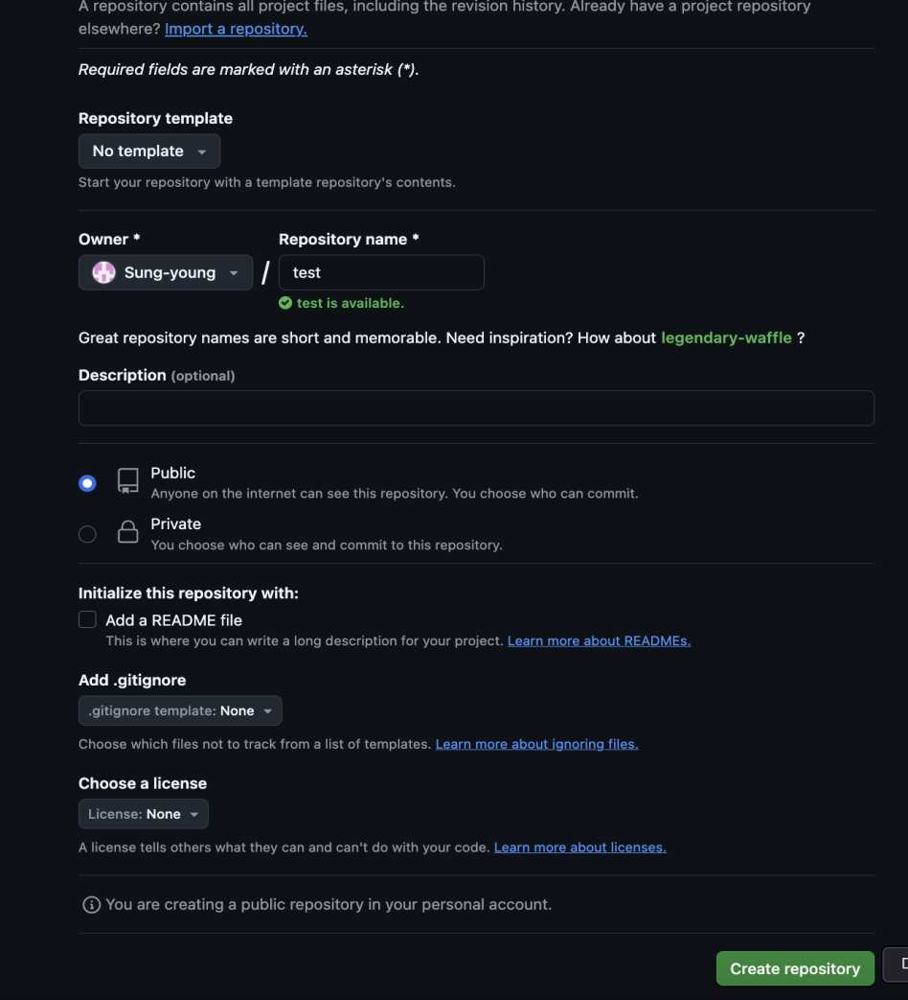 A repository contains all project files, including the revision history. Already have a project repository
elsewhere? Import a repository.
Required fields are marked with an asterisk (*).
Repository template
No template
Start your repository with a template repository's contents.
Owner *
Repository name *
Sung-young
/
test
test is available.
Great repository names are short and memorable. Need inspiration? How about legendary-waffle ?
Description (optional)
Public
Anyone on the internet can see this repository. You choose who can commit.
Private
You choose who can see and commit to this repository.
Initialize this repository with:
Add a README file
This is where you can write a long description for your project. Learn more about READMEs.
Add .gitignore
.gitignore template: None
Choose which files not to track from a list of templates. Learn more about ignoring files.
Choose a license
License: None
A license tells others what they can and can't do with your code. Learn more about licenses.
You are creating a public repository in your personal account.
Create repository